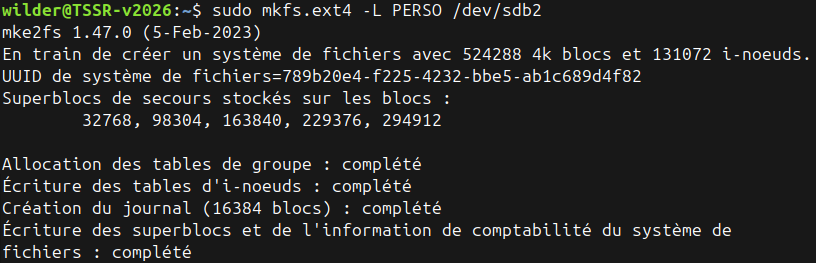 wilder@TSSR-v2026:~$ sudo mkfs.ext4 -L PERSO /dev/sdb2
mke2fs 1.47.0 (5-Feb-2023)
En train de créer un système de fichiers avec 524288 4k blocs et 131072 i-noeuds.
UUID de système de fichiers=789b20e4-f225-4232-bbe5-ab1c689d4f82
Superblocs de secours stockés sur les blocs :
        32768, 98304, 163840, 229376, 294912

Allocation des tables de groupe : complété
Écriture des tables d'i-noeuds : complété
Création du journal (16384 blocs) : complété
Écriture des superblocs et de l'information de comptabilité du système de
fichiers : complété